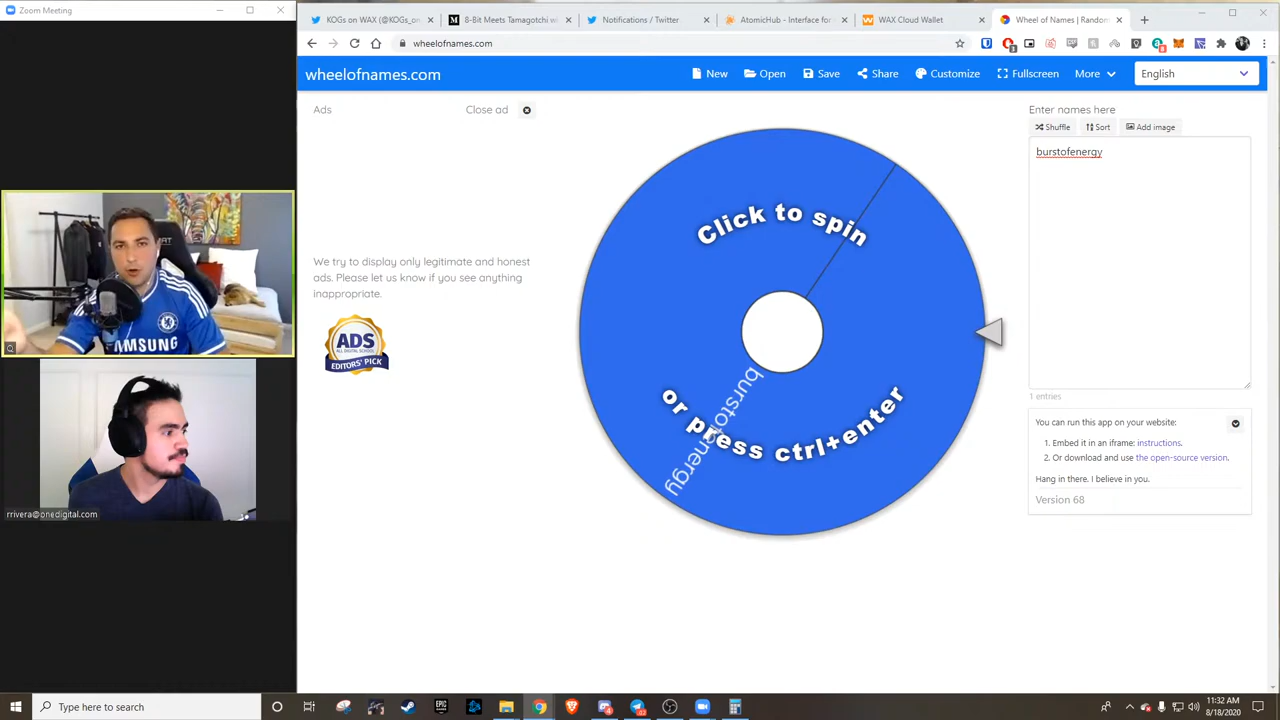 Zoom Meeting
KOGs on WAX (@KOGs_on
8-Bit Meets Tamagotchi wi
Notifications / Twitter
AtomicHub - Interface for
WAX Cloud Wallet
Wheel of Names | Random
wheelofnames.com
wheelofnames.com
New
Open
Save
Share
Customize
Fullscreen
More
English
Ads
Close ad
Enter names here
Shuffle
Sort
Add image
burstofenergy
Click to spin
We try to display only legitimate and honest
ads. Please let us know if you see anything
inappropriate.
ADS
ALL DIGITAL SCHOOL
EDITORS' PICK
burstofenergy
or press ctrl+enter
SAMSUNG
1 entries
You can run this app on your website:
1. Embed it in an iframe: instructions.
2. Or download and use the open-source version.
Hang in there. I believe in you.
Version 68
Q
rrivera@onedigital.com
Type here to search
EPIC
11:32 AM
8/18/2020